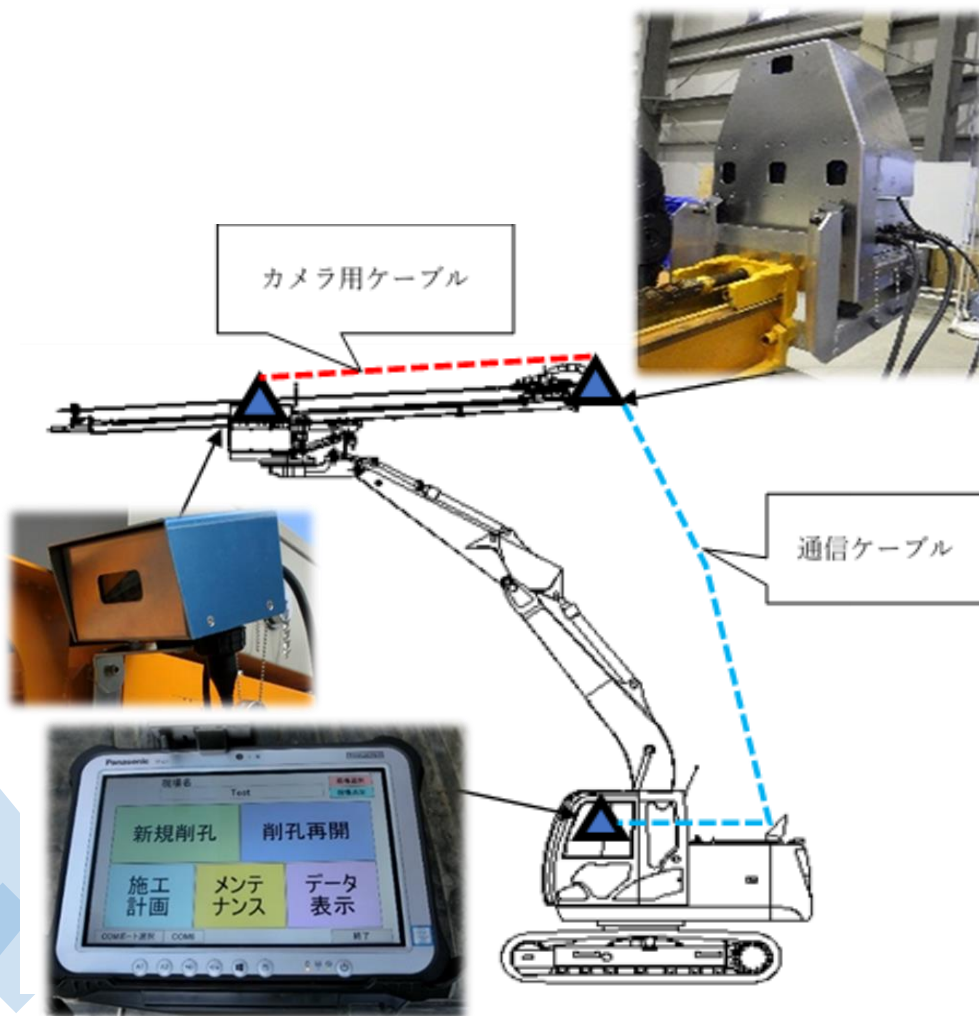 カメラ用ケーブル
通信ケーブル
Panasonic
現場名
Test
新規削孔
削孔再開
施工
計画
メンテ
ナンス
データ
表示
COMポート選択 COM6
終了
A1 A2